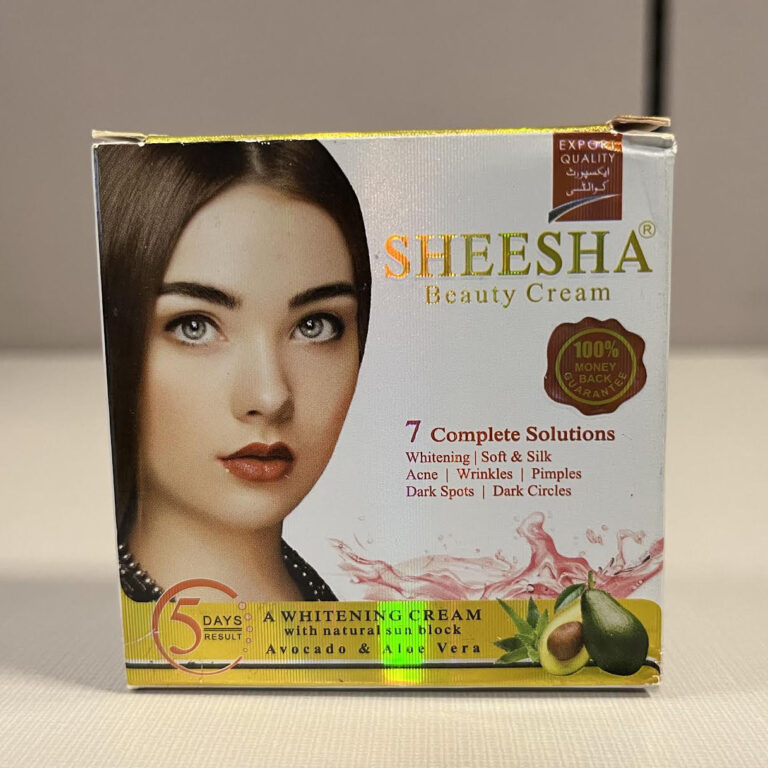 EXPORT
QUALITY
ایکسپورٹ
کوالٹی
SHEESHA®
Beauty Cream
100%
MONEY
BACK
GUARANTEE
7 Complete Solutions
Whitening | Soft & Silk
Acne | Wrinkles | Pimples
Dark Spots | Dark Circles
5 DAYS
RESULT
A WHITENING CREAM
with natural sun block
Avocado & Aloe Vera